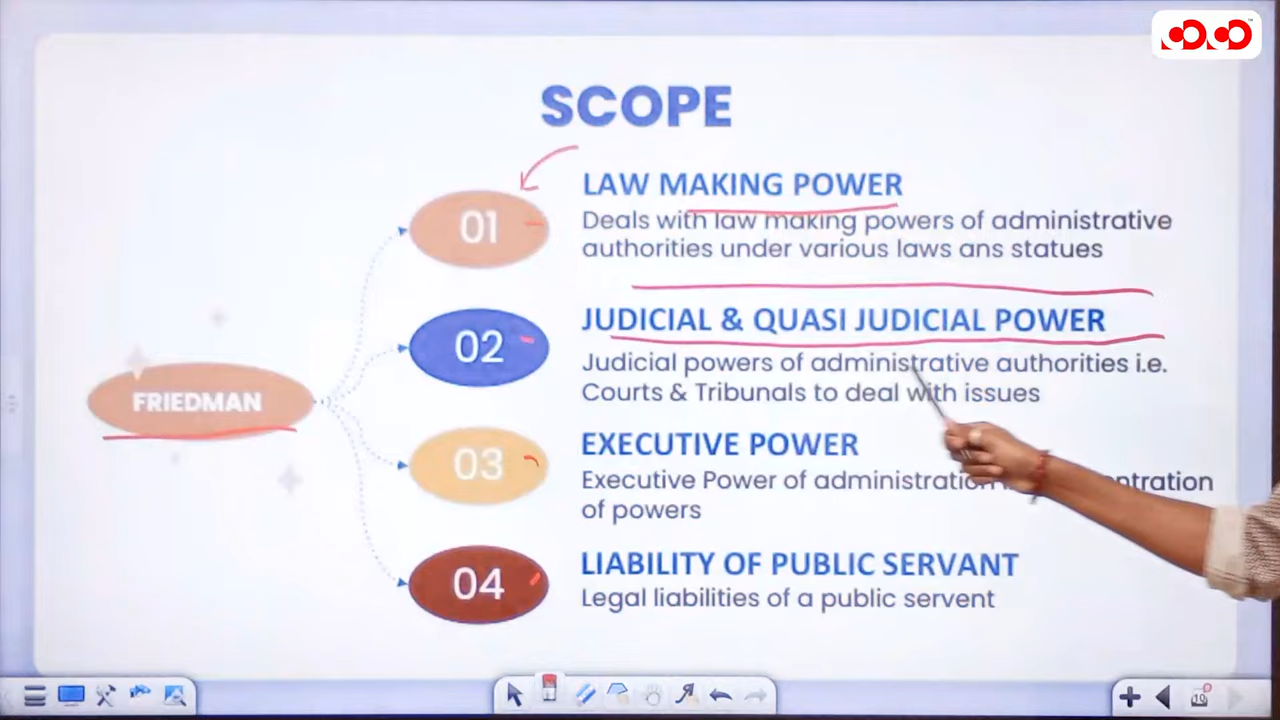 SCOPE
FRIEDMAN
01
LAW MAKING POWER
Deals with law making powers of administrative
authorities under various laws ans statues
02
JUDICIAL & QUASI JUDICIAL POWER
Judicial powers of administrative authorities i.e.
Courts & Tribunals to deal with issues
03
EXECUTIVE POWER
Executive Power of administration
of powers
04
LIABILITY OF PUBLIC SERVANT
Legal liabilities of a public servent
10